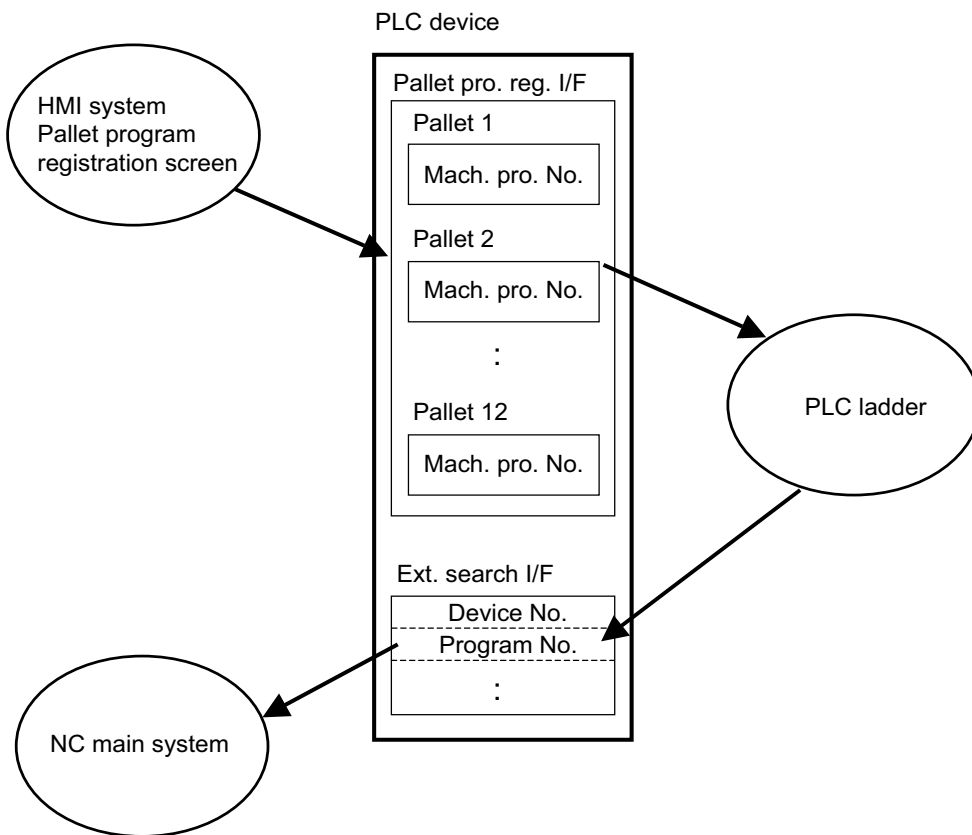 PLC device
HMI system
Pallet program
registration screen
Pallet pro. reg. I/F
Pallet 1
Mach. pro. No.
Pallet 2
Mach. pro. No.
:
Pallet 12
Mach. pro. No.
PLC ladder
Ext. search I/F
Device No.
Program No.
:
NC main system